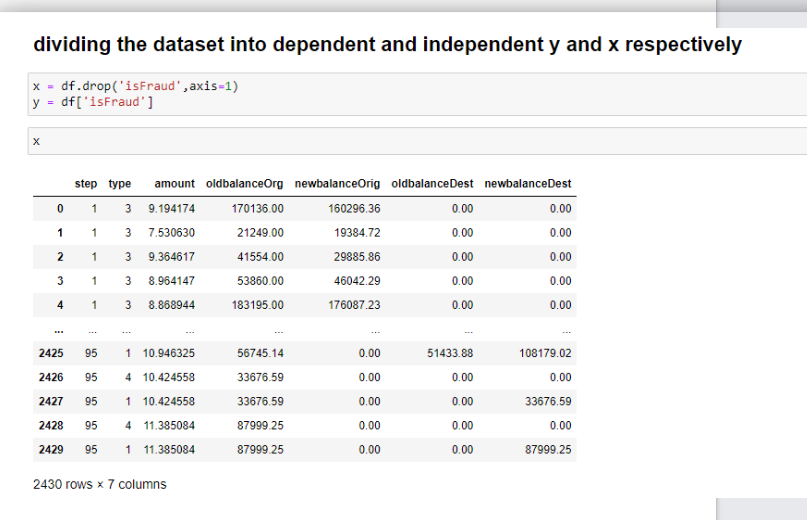 dividing the dataset into dependent and independent y and x respectively
x = df.drop('isFraud',axis=1)
y = df['isFraud']
x
step type amount oldbalanceOrg newbalanceOrig oldbalanceDest newbalanceDest
0 1 3 9.194174 170136.00 160296.36 0.00 0.00
1 1 3 7.530630 21249.00 19384.72 0.00 0.00
2 1 3 9.364617 41554.00 29885.86 0.00 0.00
3 1 3 8.964147 53860.00 46042.29 0.00 0.00
4 1 3 8.868944 183195.00 176087.23 0.00 0.00
... ... ... ... ... ... ... ...
2425 95 1 10.946325 56745.14 0.00 51433.88 108179.02
2426 95 4 10.424558 33676.59 0.00 0.00 0.00
2427 95 1 10.424558 33676.59 0.00 0.00 33676.59
2428 95 4 11.385084 87999.25 0.00 0.00 0.00
2429 95 1 11.385084 87999.25 0.00 0.00 87999.25
2430 rows × 7 columns